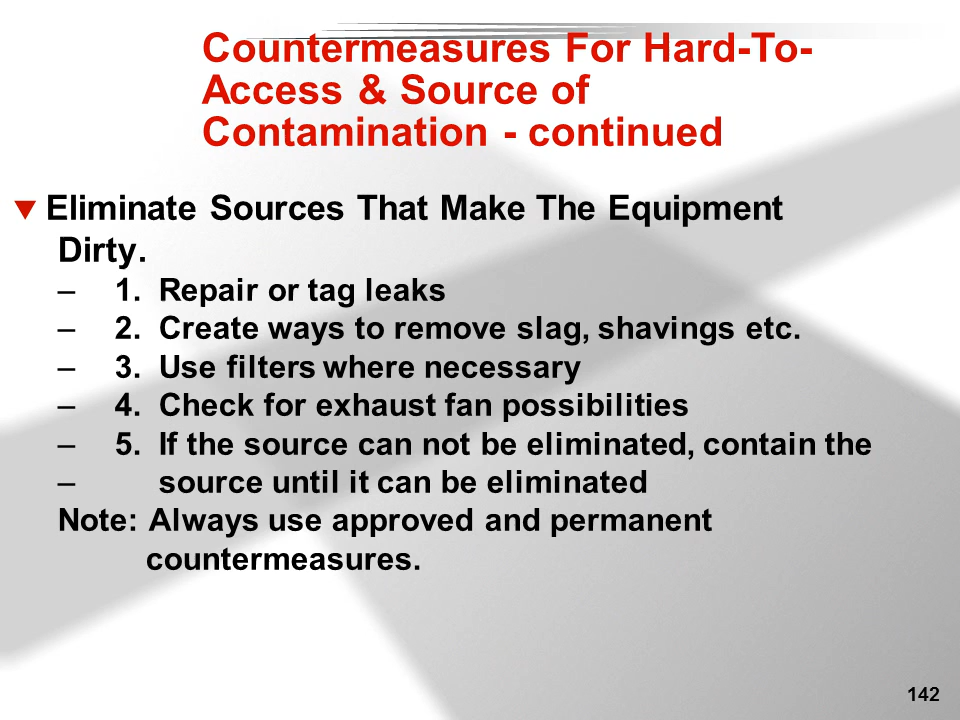 Countermeasures For Hard-To-
Access & Source of
Contamination - continued
▼ Eliminate Sources That Make The Equipment
Dirty.
– 1. Repair or tag leaks
– 2. Create ways to remove slag, shavings etc.
– 3. Use filters where necessary
– 4. Check for exhaust fan possibilities
– 5. If the source can not be eliminated, contain the
– source until it can be eliminated
Note: Always use approved and permanent
countermeasures.
142